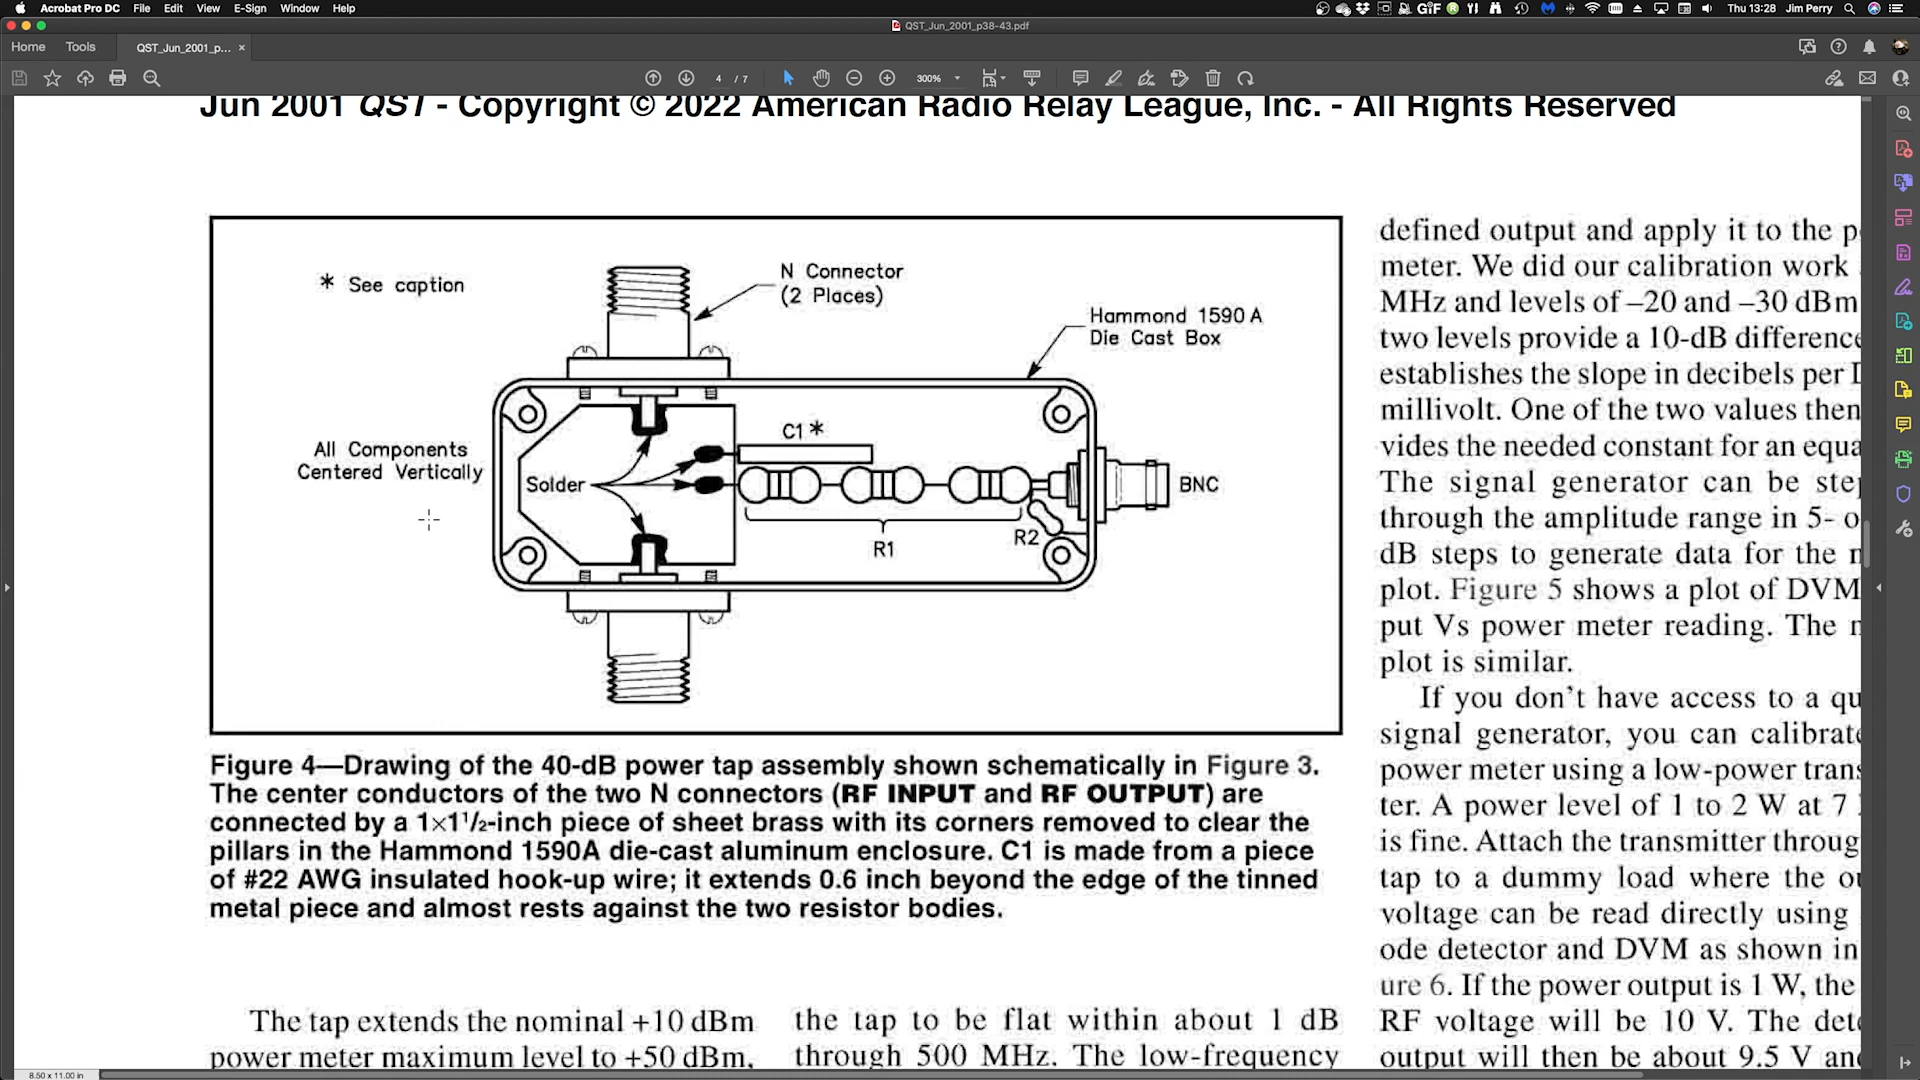 Acrobat Pro DC File Edit View E-Sign Window Help
GIF
Thu 13:28 Jim Perry
QST_Jun_2001_p38-43.pdf
Home Tools QST_Jun_2001_p... ×
4 / 7
300%
Jun 2001 QST - Copyright © 2022 American Radio Relay League, Inc. - All Rights Reserved
* See caption
N Connector
(2 Places)
Hammond 1590 A
Die Cast Box
All Components
Centered Vertically
Solder
C1 *
R1
R2
BNC
Figure 4—Drawing of the 40-dB power tap assembly shown schematically in Figure 3.
The center conductors of the two N connectors (RF INPUT and RF OUTPUT) are
connected by a 1×1 1/2-inch piece of sheet brass with its corners removed to clear the
pillars in the Hammond 1590A die-cast aluminum enclosure. C1 is made from a piece
of #22 AWG insulated hook-up wire; it extends 0.6 inch beyond the edge of the tinned
metal piece and almost rests against the two resistor bodies.
The tap extends the nominal +10 dBm
power meter maximum level to +50 dBm,
the tap to be flat within about 1 dB
through 500 MHz. The low-frequency
defined output and apply it to the p
meter. We did our calibration work
MHz and levels of –20 and –30 dBm
two levels provide a 10-dB difference
establishes the slope in decibels per
millivolt. One of the two values then
vides the needed constant for an equa
The signal generator can be ste
through the amplitude range in 5- o
dB steps to generate data for the
plot. Figure 5 shows a plot of DVM
put Vs power meter reading. The
plot is similar.
If you don't have access to a qu
signal generator, you can calibrate
power meter using a low-power trans
ter. A power level of 1 to 2 W at 7
is fine. Attach the transmitter throug
tap to a dummy load where the ou
voltage can be read directly using
ode detector and DVM as shown in
ure 6. If the power output is 1 W, the
RF voltage will be 10 V. The dete
output will then be about 9.5 V and
8.50 x 11.00 in